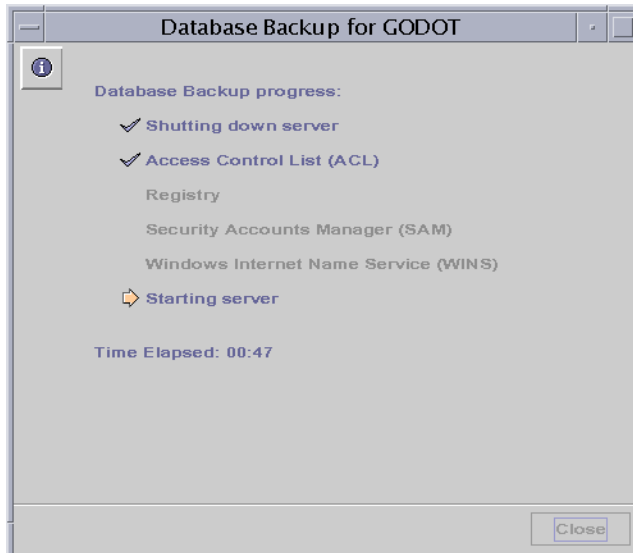 Database Backup for GODOT
Database Backup progress:
Shutting down server
Access Control List (ACL)
Registry
Security Accounts Manager (SAM)
Windows Internet Name Service (WINS)
Starting server
Time Elapsed: 00:47
Close